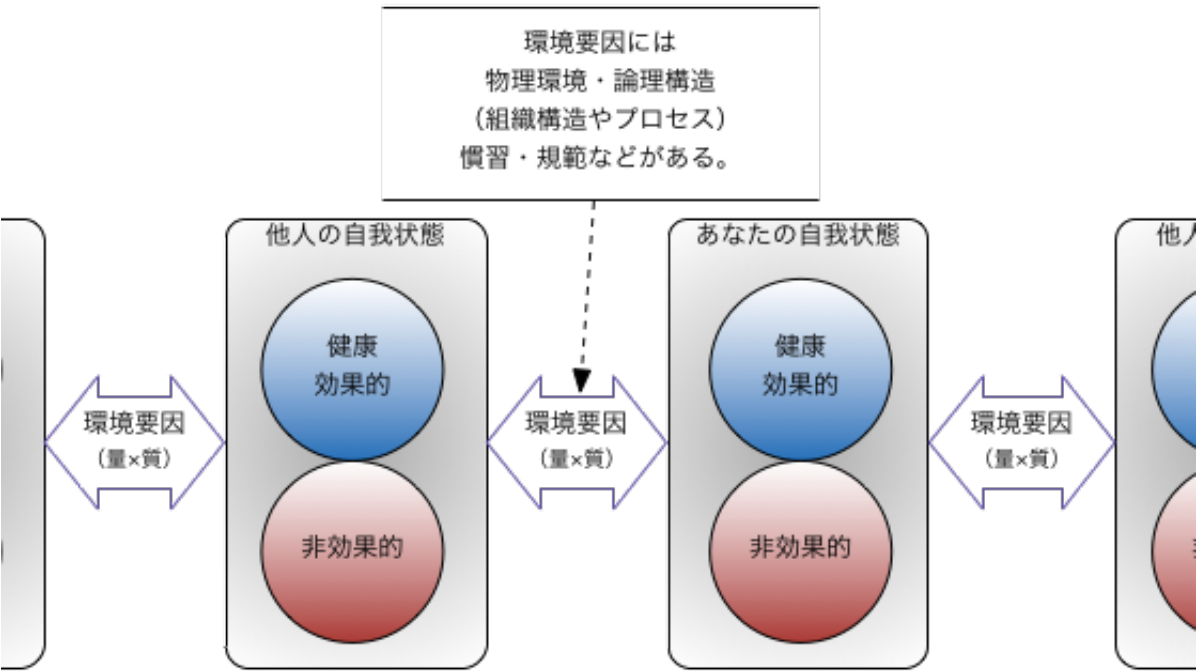 環境要因には
物理環境・論理構造
（組織構造やプロセス）
慣習・規範などがある。
他人の自我状態
健康
効果的
非効果的
環境要因
（量×質）
環境要因
（量×質）
あなたの自我状態
健康
効果的
非効果的
環境要因
（量×質）
他人